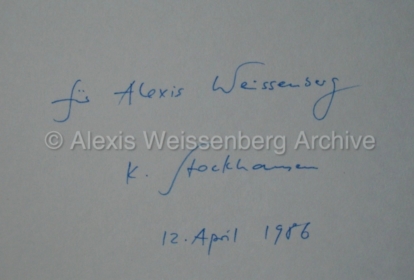 für Alexis Weissenberg
© Alexis Weissenberg Archive
K. Stockhausen
12. April 1986